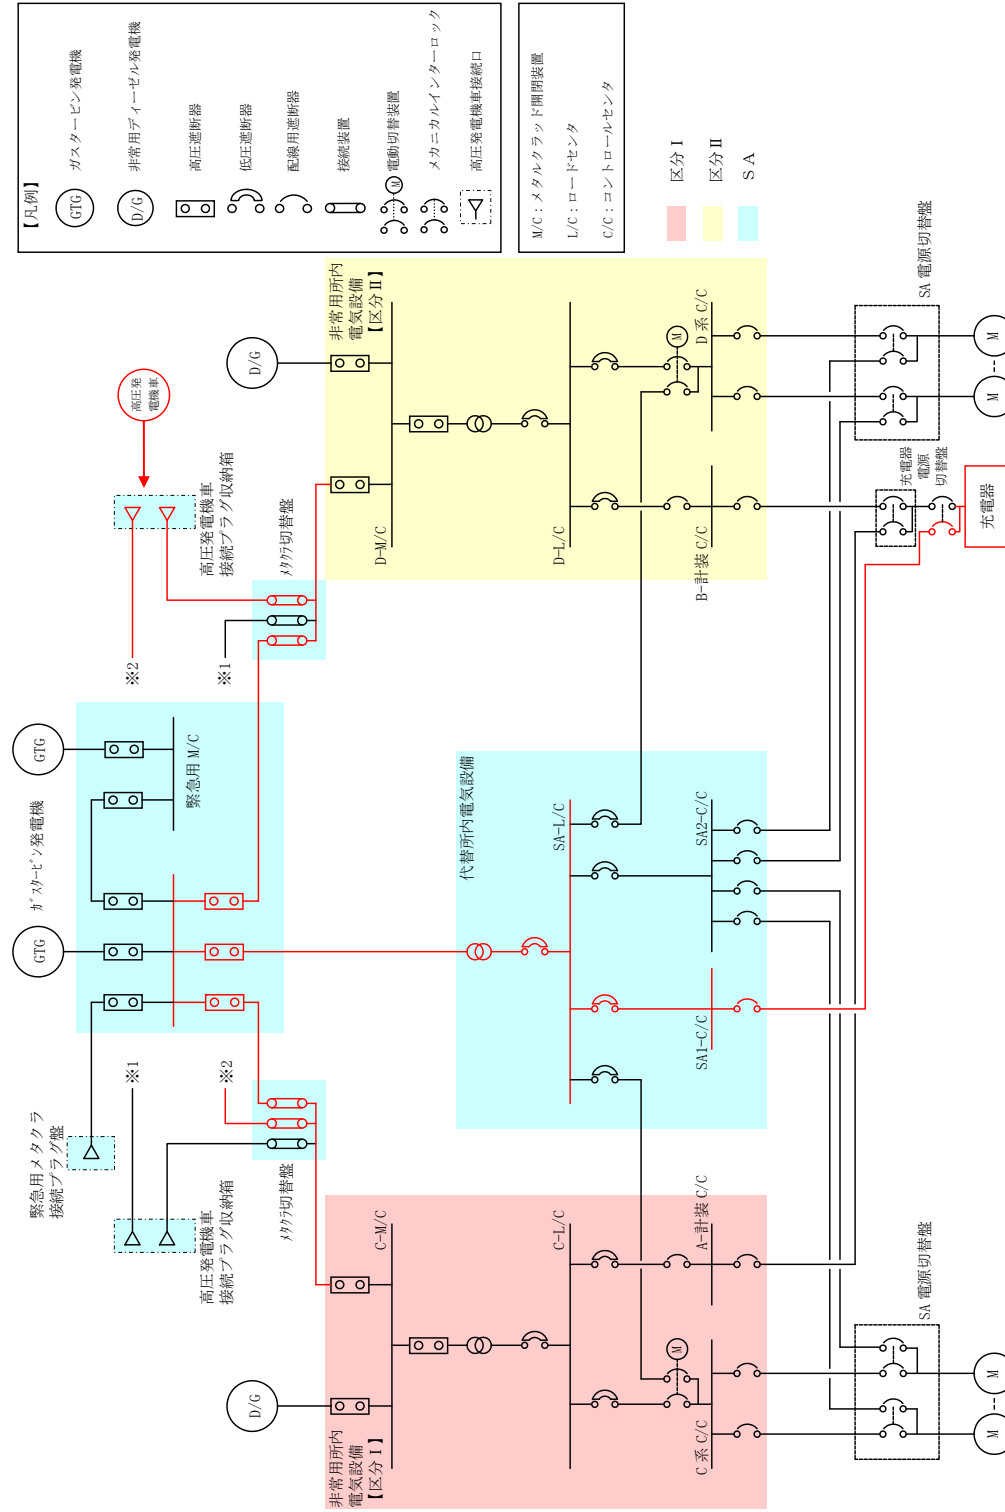 【凡例】
GTG
ガスタービン発電機
D/G
非常用ディーゼル発電機
高圧遮断器
低圧遮断器
配線用遮断器
接続装置
M
電動切替装置
メカニカルインターロック
高圧発電機車接続口
M/C：メタルクラッド開閉装置
L/C：ロードセンタ
C/C：コントロールセンタ
区分Ⅰ
区分Ⅱ
ＳＡ
緊急用メタクラ
接続プラグ盤
GTG
ｶﾞｽﾀｰﾋﾞﾝ発電機
GTG
緊急用 M/C
高圧発
電機車
高圧発電機車
接続プラグ収納箱
※1
※2
高圧発電機車
接続プラグ収納箱
※2
※1
ﾒﾀｸﾗ切替盤
ﾒﾀｸﾗ切替盤
D/G
D/G
非常用所内
電気設備
【区分Ⅰ】
C-M/C
C-L/C
M
C 系 C/C
A-計装 C/C
代替所内電気設備
SA-L/C
SA1-C/C
SA2-C/C
非常用所内
電気設備
【区分Ⅱ】
D-M/C
D-L/C
M
B-計装 C/C
D 系 C/C
SA 電源切替盤
M
M
充電器
電源
切替盤
充電器
SA 電源切替盤
M
M